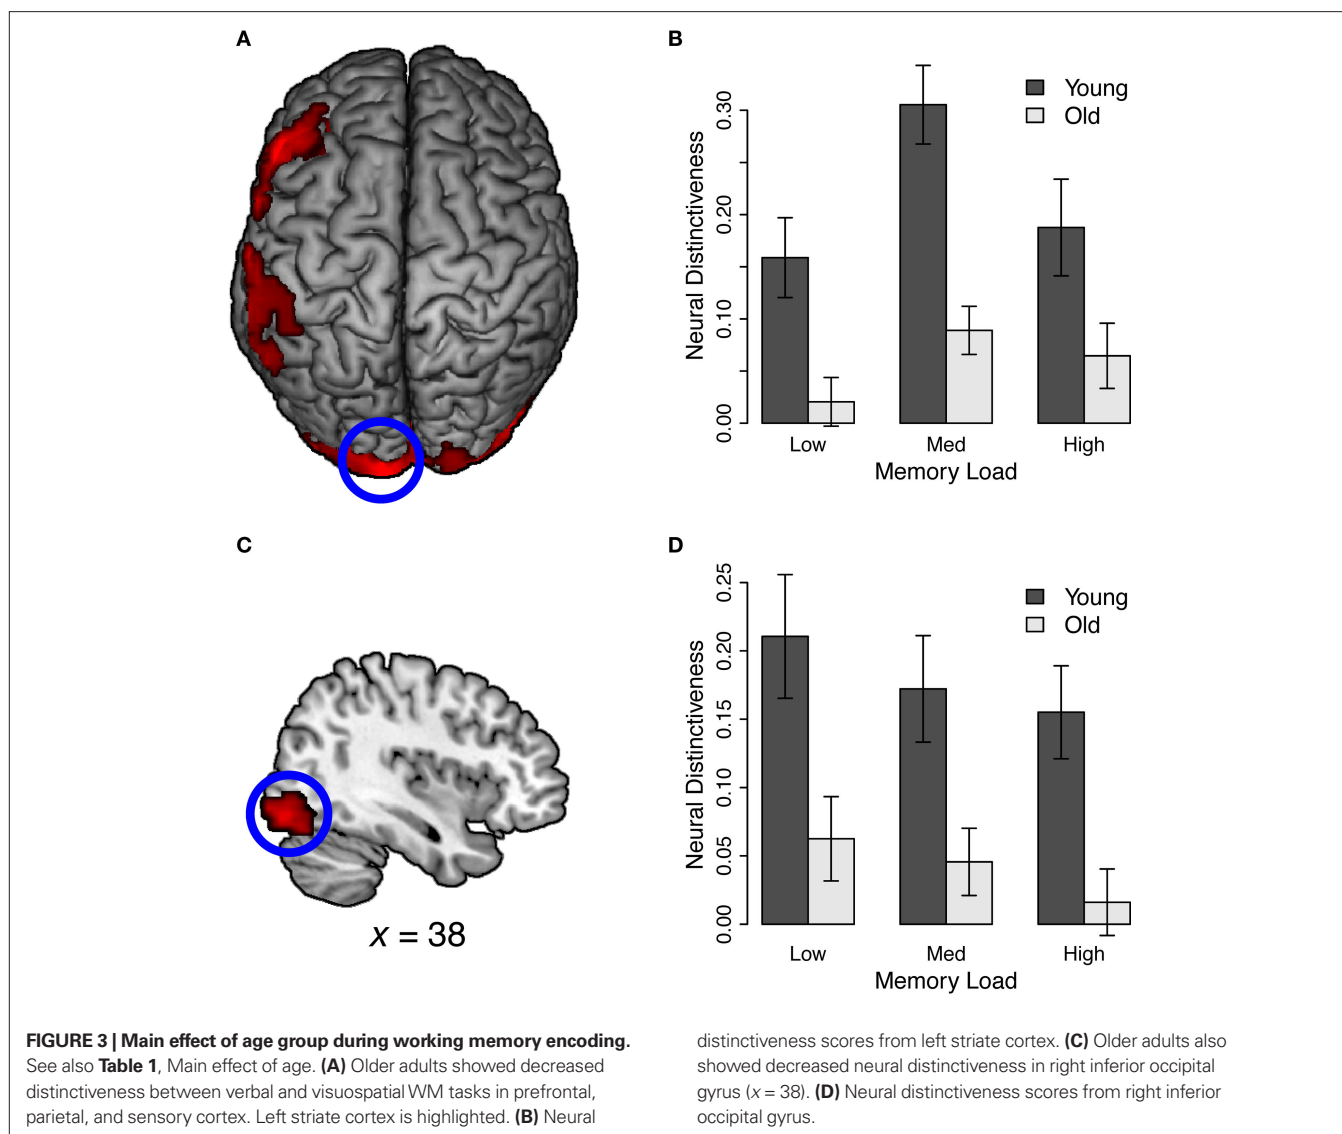 A
B
0.00 0.10 0.20 0.30
Neural Distinctiveness
Young
Old
Low Med High
Memory Load
C
x = 38
D
0.00 0.05 0.10 0.15 0.20 0.25
Neural Distinctiveness
Young
Old
Low Med High
Memory Load
FIGURE 3 | Main effect of age group during working memory encoding.
See also Table 1, Main effect of age. (A) Older adults showed decreased
distinctiveness between verbal and visuospatial WM tasks in prefrontal,
parietal, and sensory cortex. Left striate cortex is highlighted. (B) Neural
distinctiveness scores from left striate cortex. (C) Older adults also
showed decreased neural distinctiveness in right inferior occipital
gyrus (x = 38). (D) Neural distinctiveness scores from right inferior
occipital gyrus.